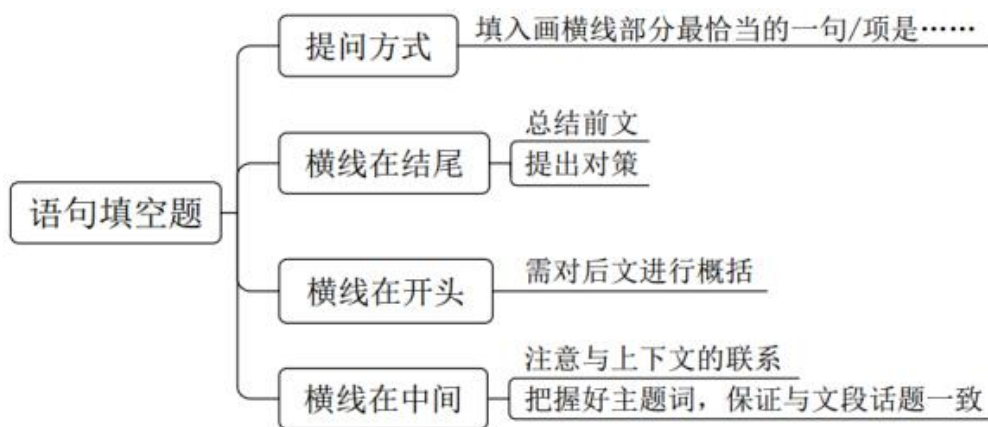 语句填空题
提问方式
填入画横线部分最恰当的一句/项是……
横线在结尾
总结前文
提出对策
横线在开头
需对后文进行概括
横线在中间
注意与上下文的联系
把握好主题词，保证与文段话题一致